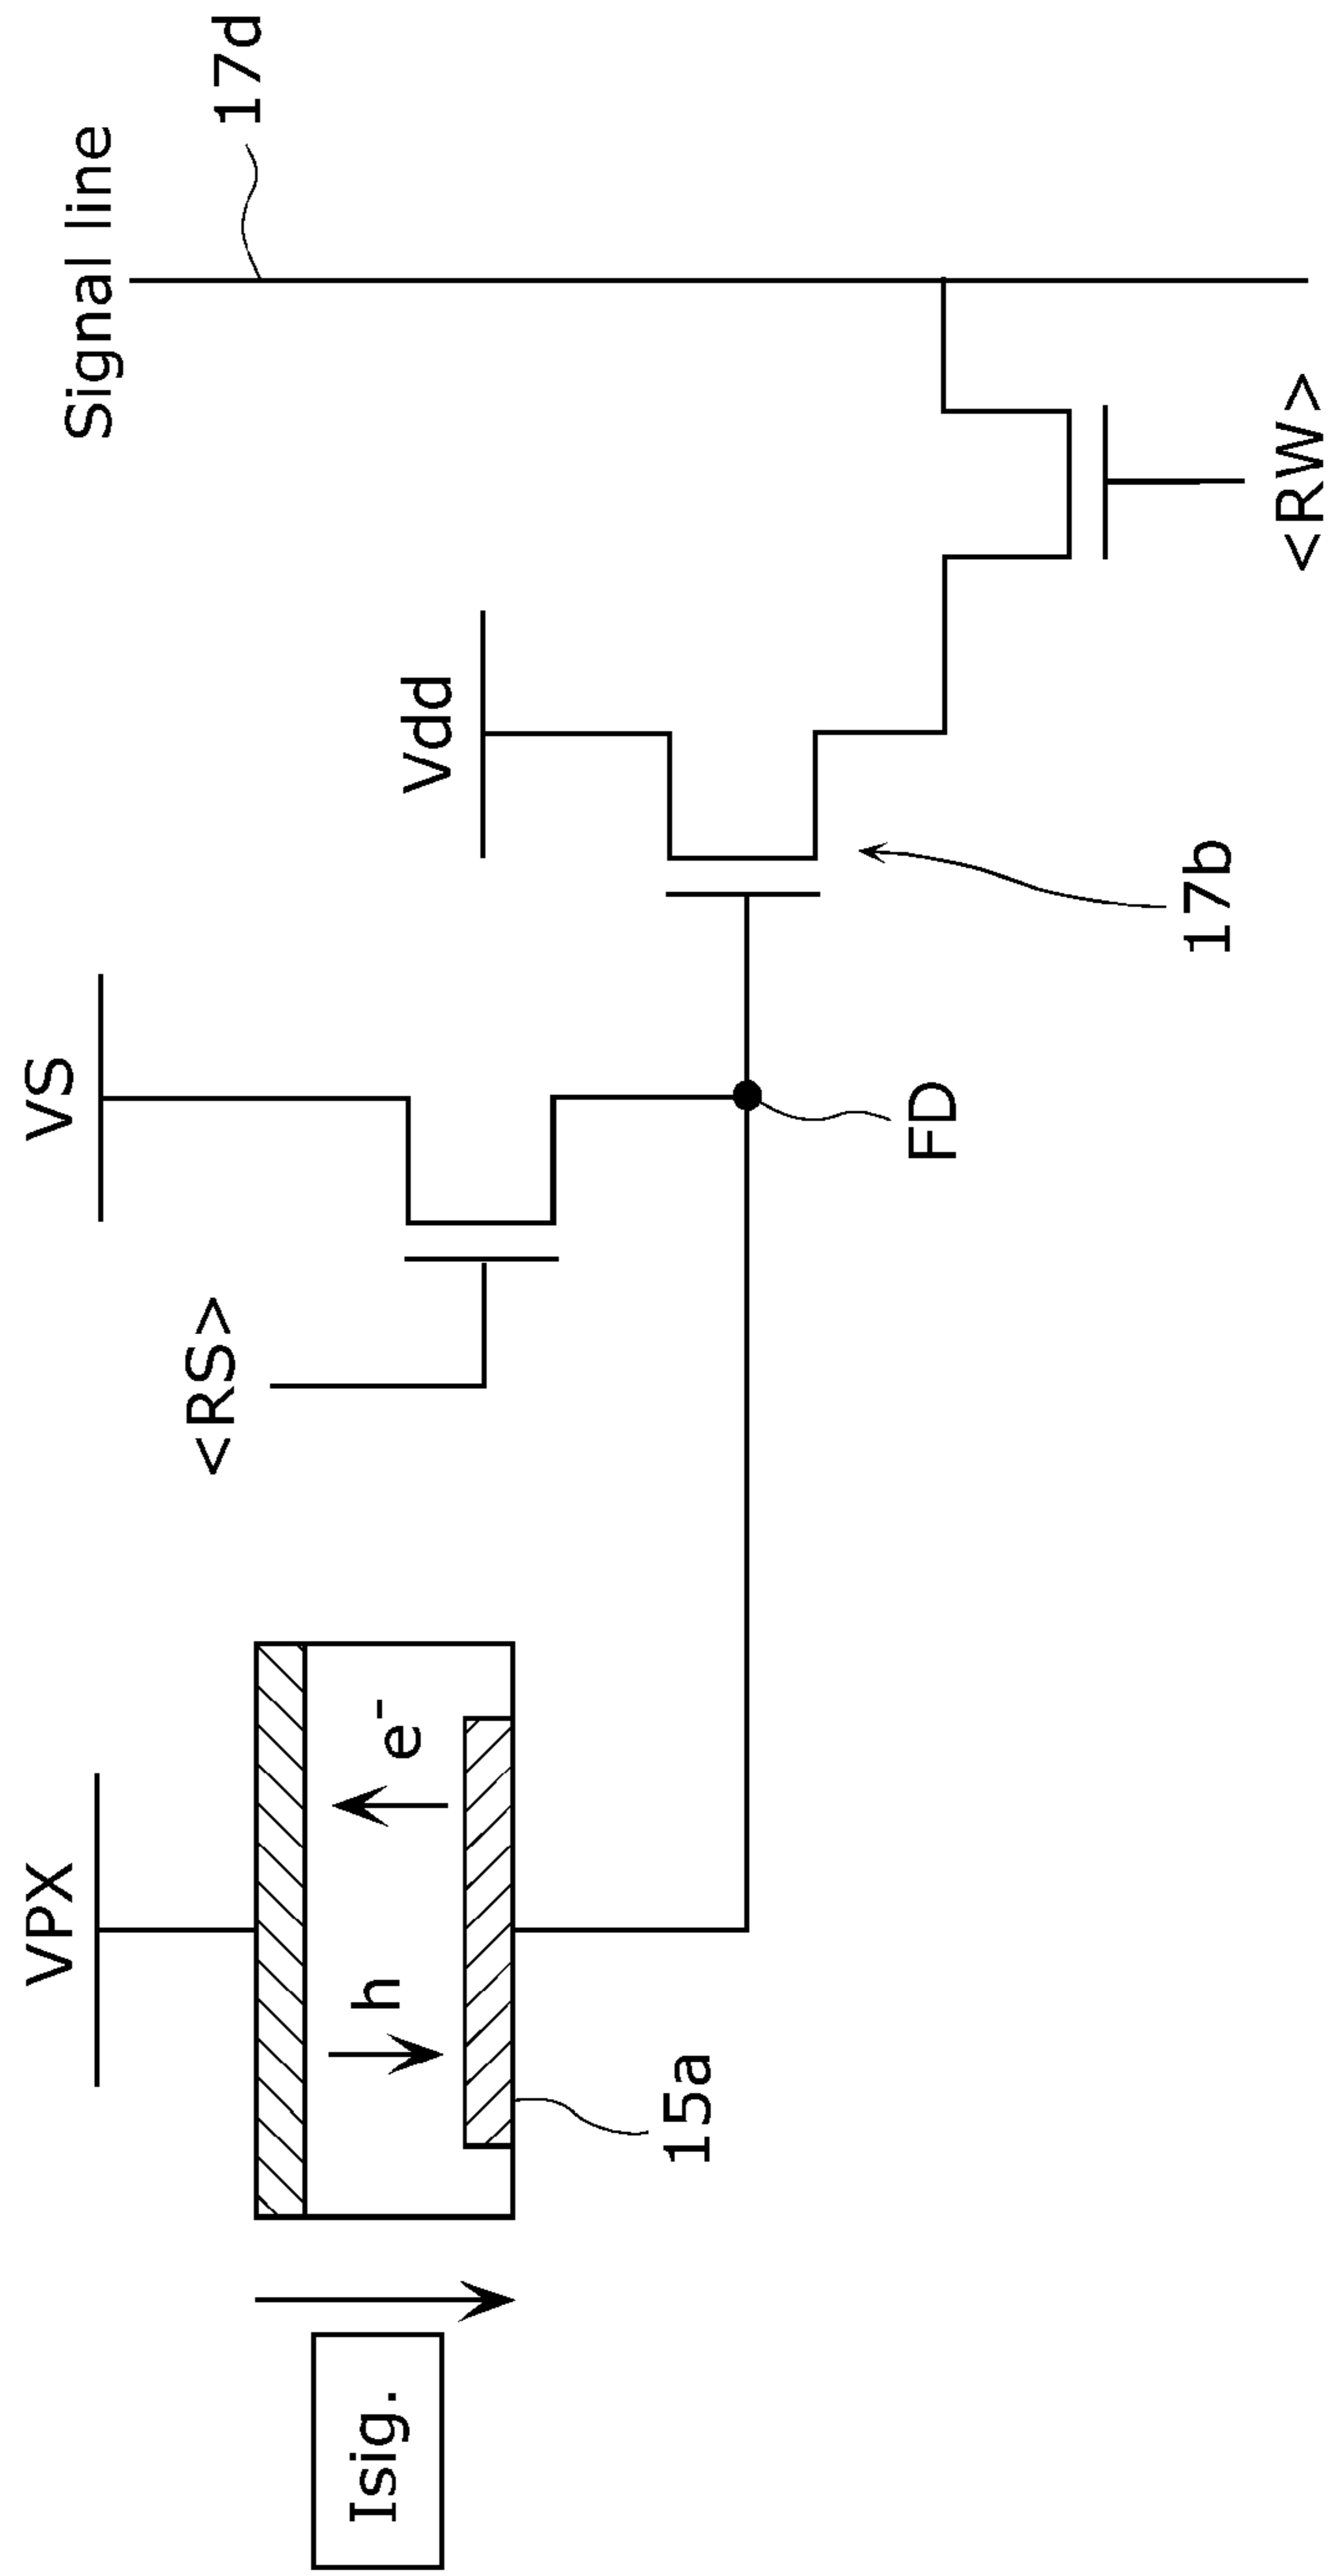 VPX
VS
Signal line
17d
<RS>
Vdd
h
e-
Isig.
15a
FD
17b
<RW>